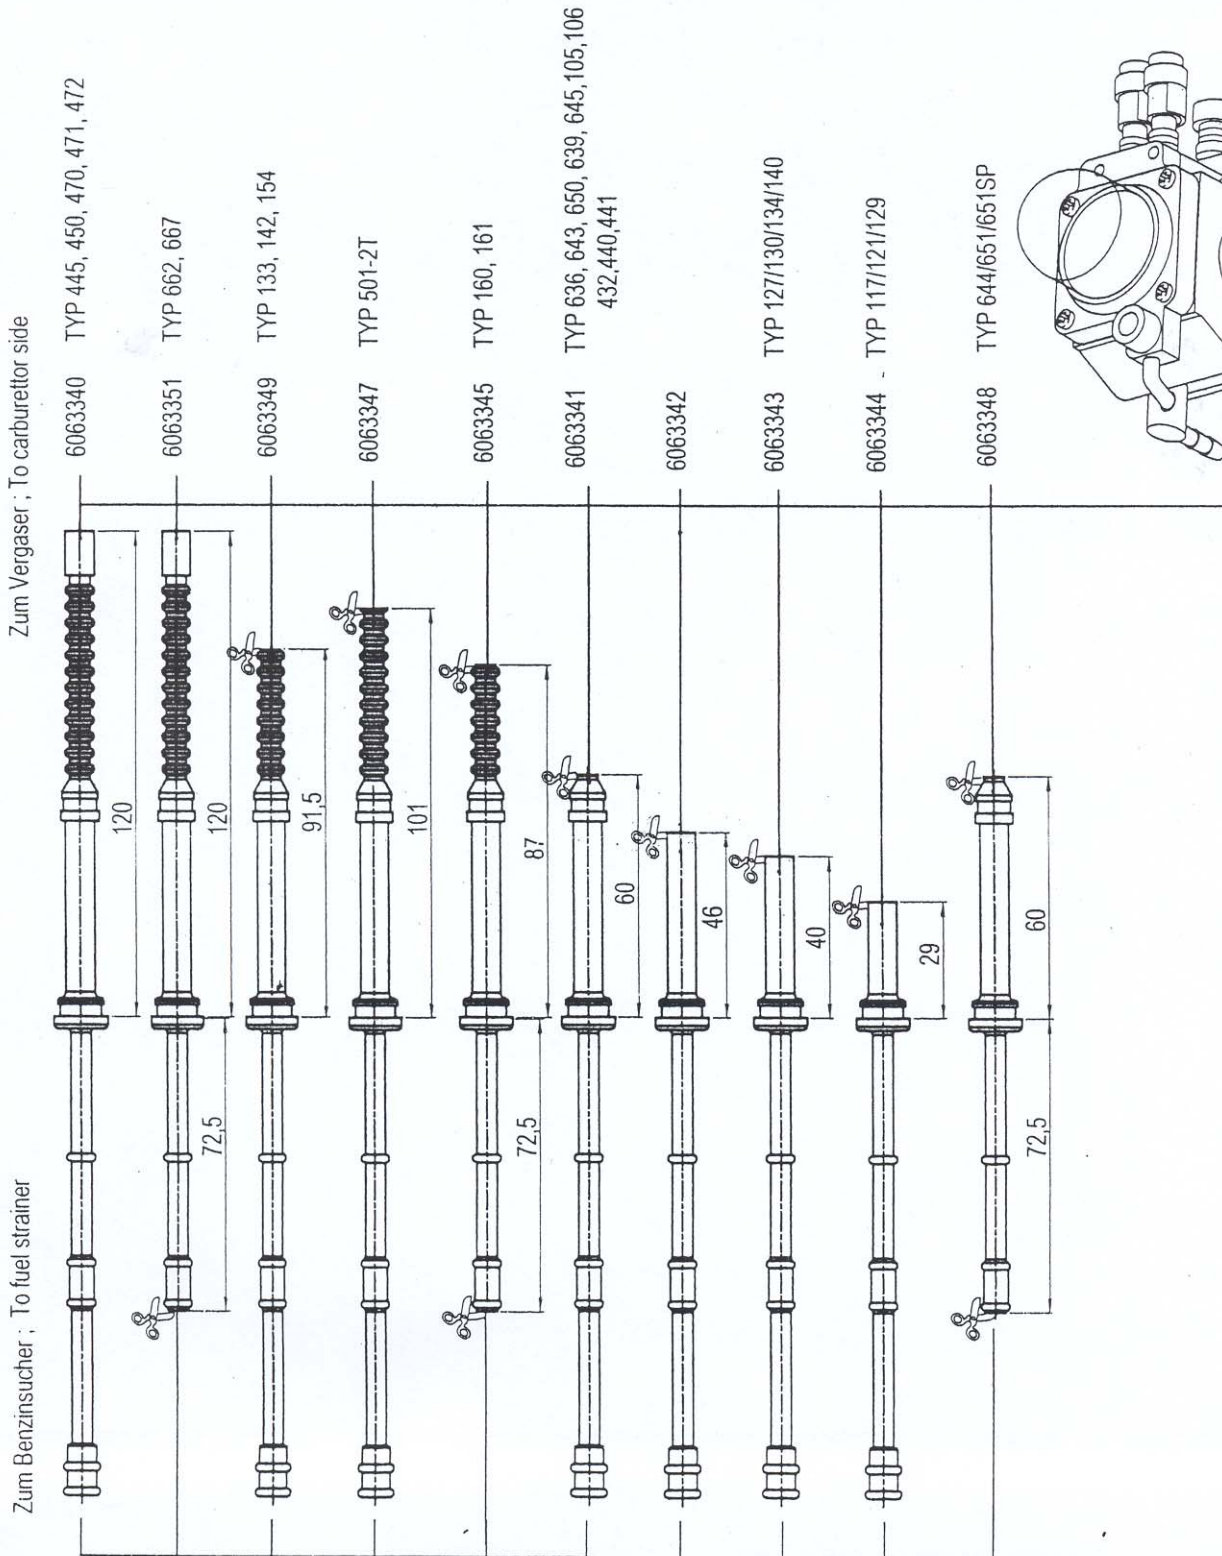 Zum Benzinsucher ; To fuel strainer
Zum Vergaser ; To carburettor side
120
6063340 TYP 445, 450, 470, 471, 472
72,5
120
6063351 TYP 662, 667
91,5
6063349 TYP 133, 142, 154
101
6063347 TYP 501-2T
72,5
87
6063345 TYP 160, 161
60
6063341 TYP 636, 643, 650, 639, 645,105,106
432,440,441
46
6063342
40
6063343 TYP 127/130/134/140
29
6063344 - TYP 117/121/129
72,5
60
6063348 TYP 644/651/651SP